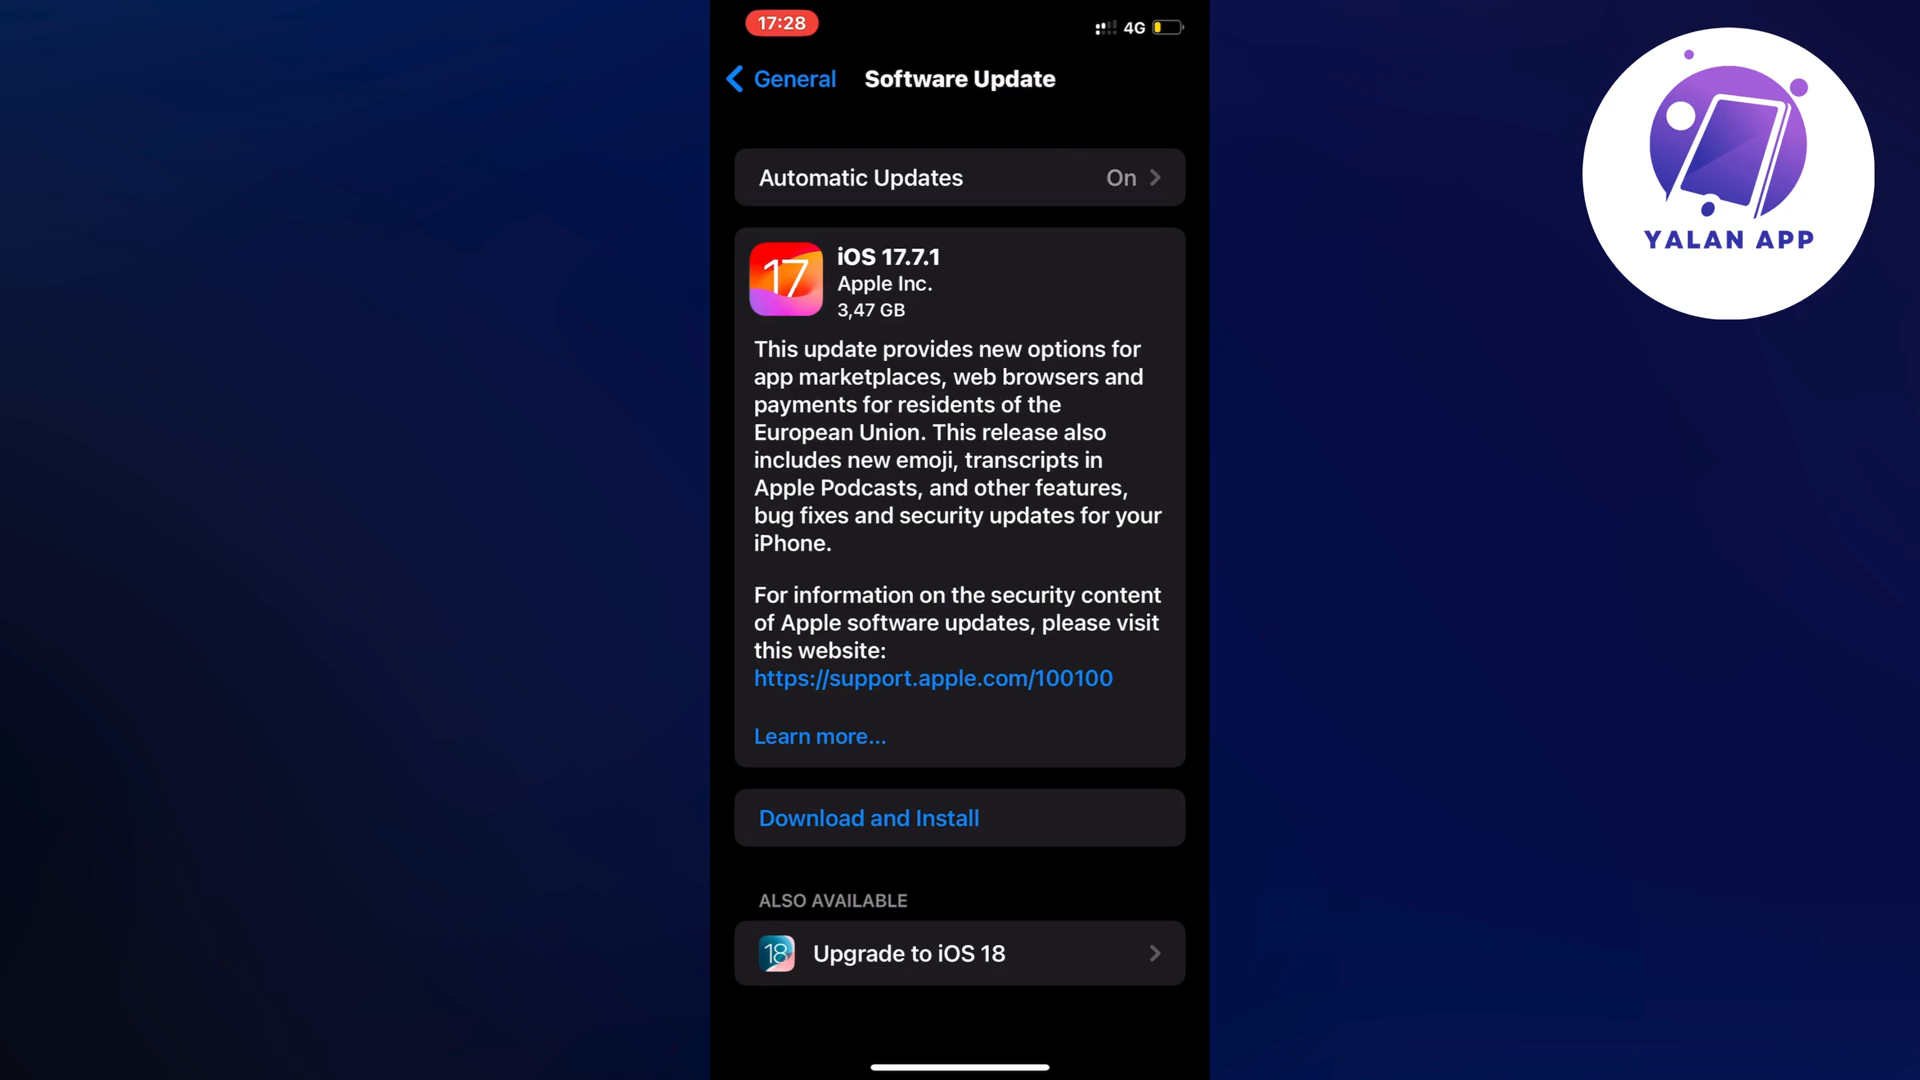 17:28
4G
General
Software Update
Automatic Updates
On
17
iOS 17.7.1
Apple Inc.
3,47 GB
This update provides new options for
app marketplaces, web browsers and
payments for residents of the
European Union. This release also
includes new emoji, transcripts in
Apple Podcasts, and other features,
bug fixes and security updates for your
iPhone.
For information on the security content
of Apple software updates, please visit
this website:
https://support.apple.com/100100
Learn more...
Download and Install
ALSO AVAILABLE
18
Upgrade to iOS 18
YALAN APP